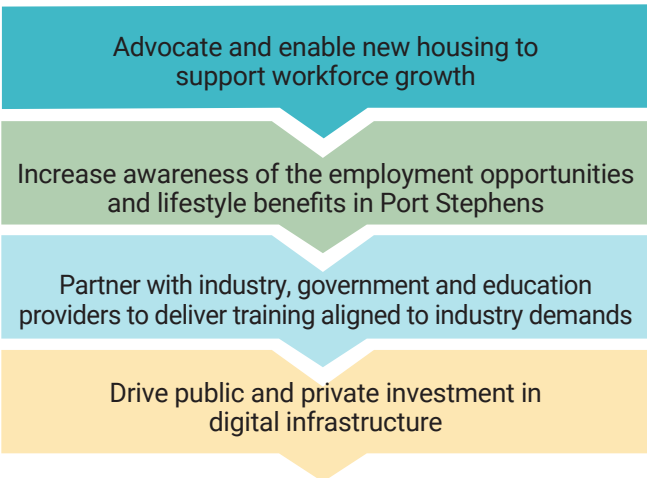 Advocate and enable new housing to
support workforce growth
Increase awareness of the employment opportunities
and lifestyle benefits in Port Stephens
Partner with industry, government and education
providers to deliver training aligned to industry demands
Drive public and private investment in
digital infrastructure